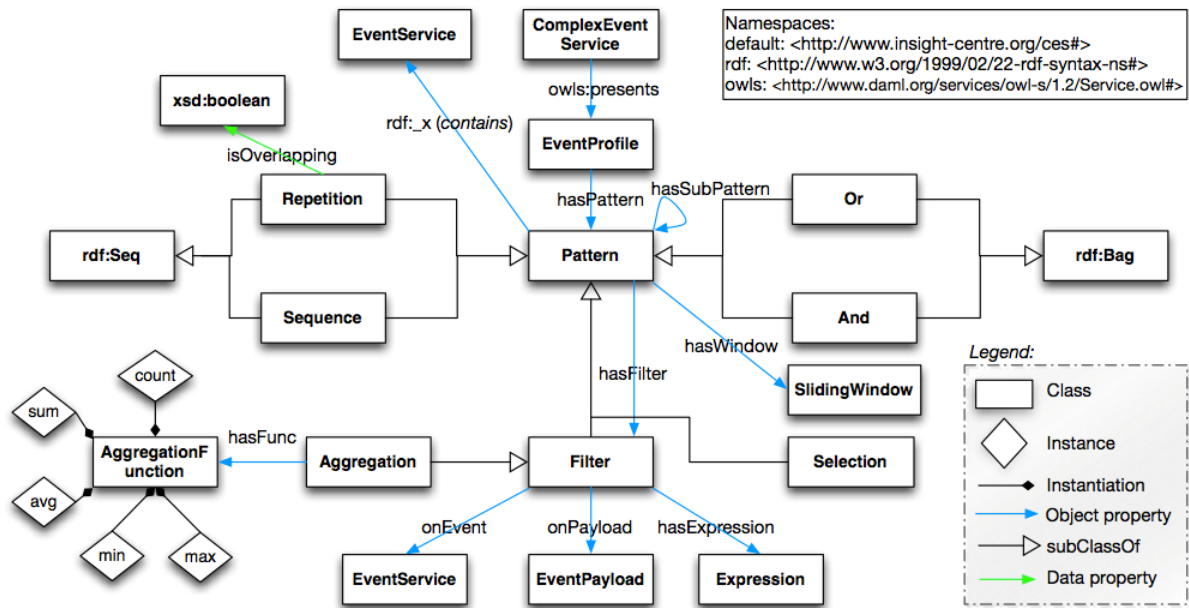 EventService
ComplexEvent
Service
Namespaces:
default: <http://www.insight-centre.org/ces#>
rdf: <http://www.w3.org/1999/02/22-rdf-syntax-ns#>
owls: <http://www.daml.org/services/owl-s/1.2/Service.owl#>
owls:presents
xsd:boolean
rdf:_x (contains)
EventProfile
isOverlapping
hasSubPattern
Repetition
hasPattern
Or
rdf:Seq
Pattern
rdf:Bag
Sequence
And
hasWindow
Legend:
count
hasFilter
SlidingWindow
Class
sum
hasFunc
Instance
AggregationF
unction
Aggregation
Filter
Selection
Instantiation
avg
Object property
onEvent
onPayload
hasExpression
subClassOf
min
max
EventService
EventPayload
Expression
Data property